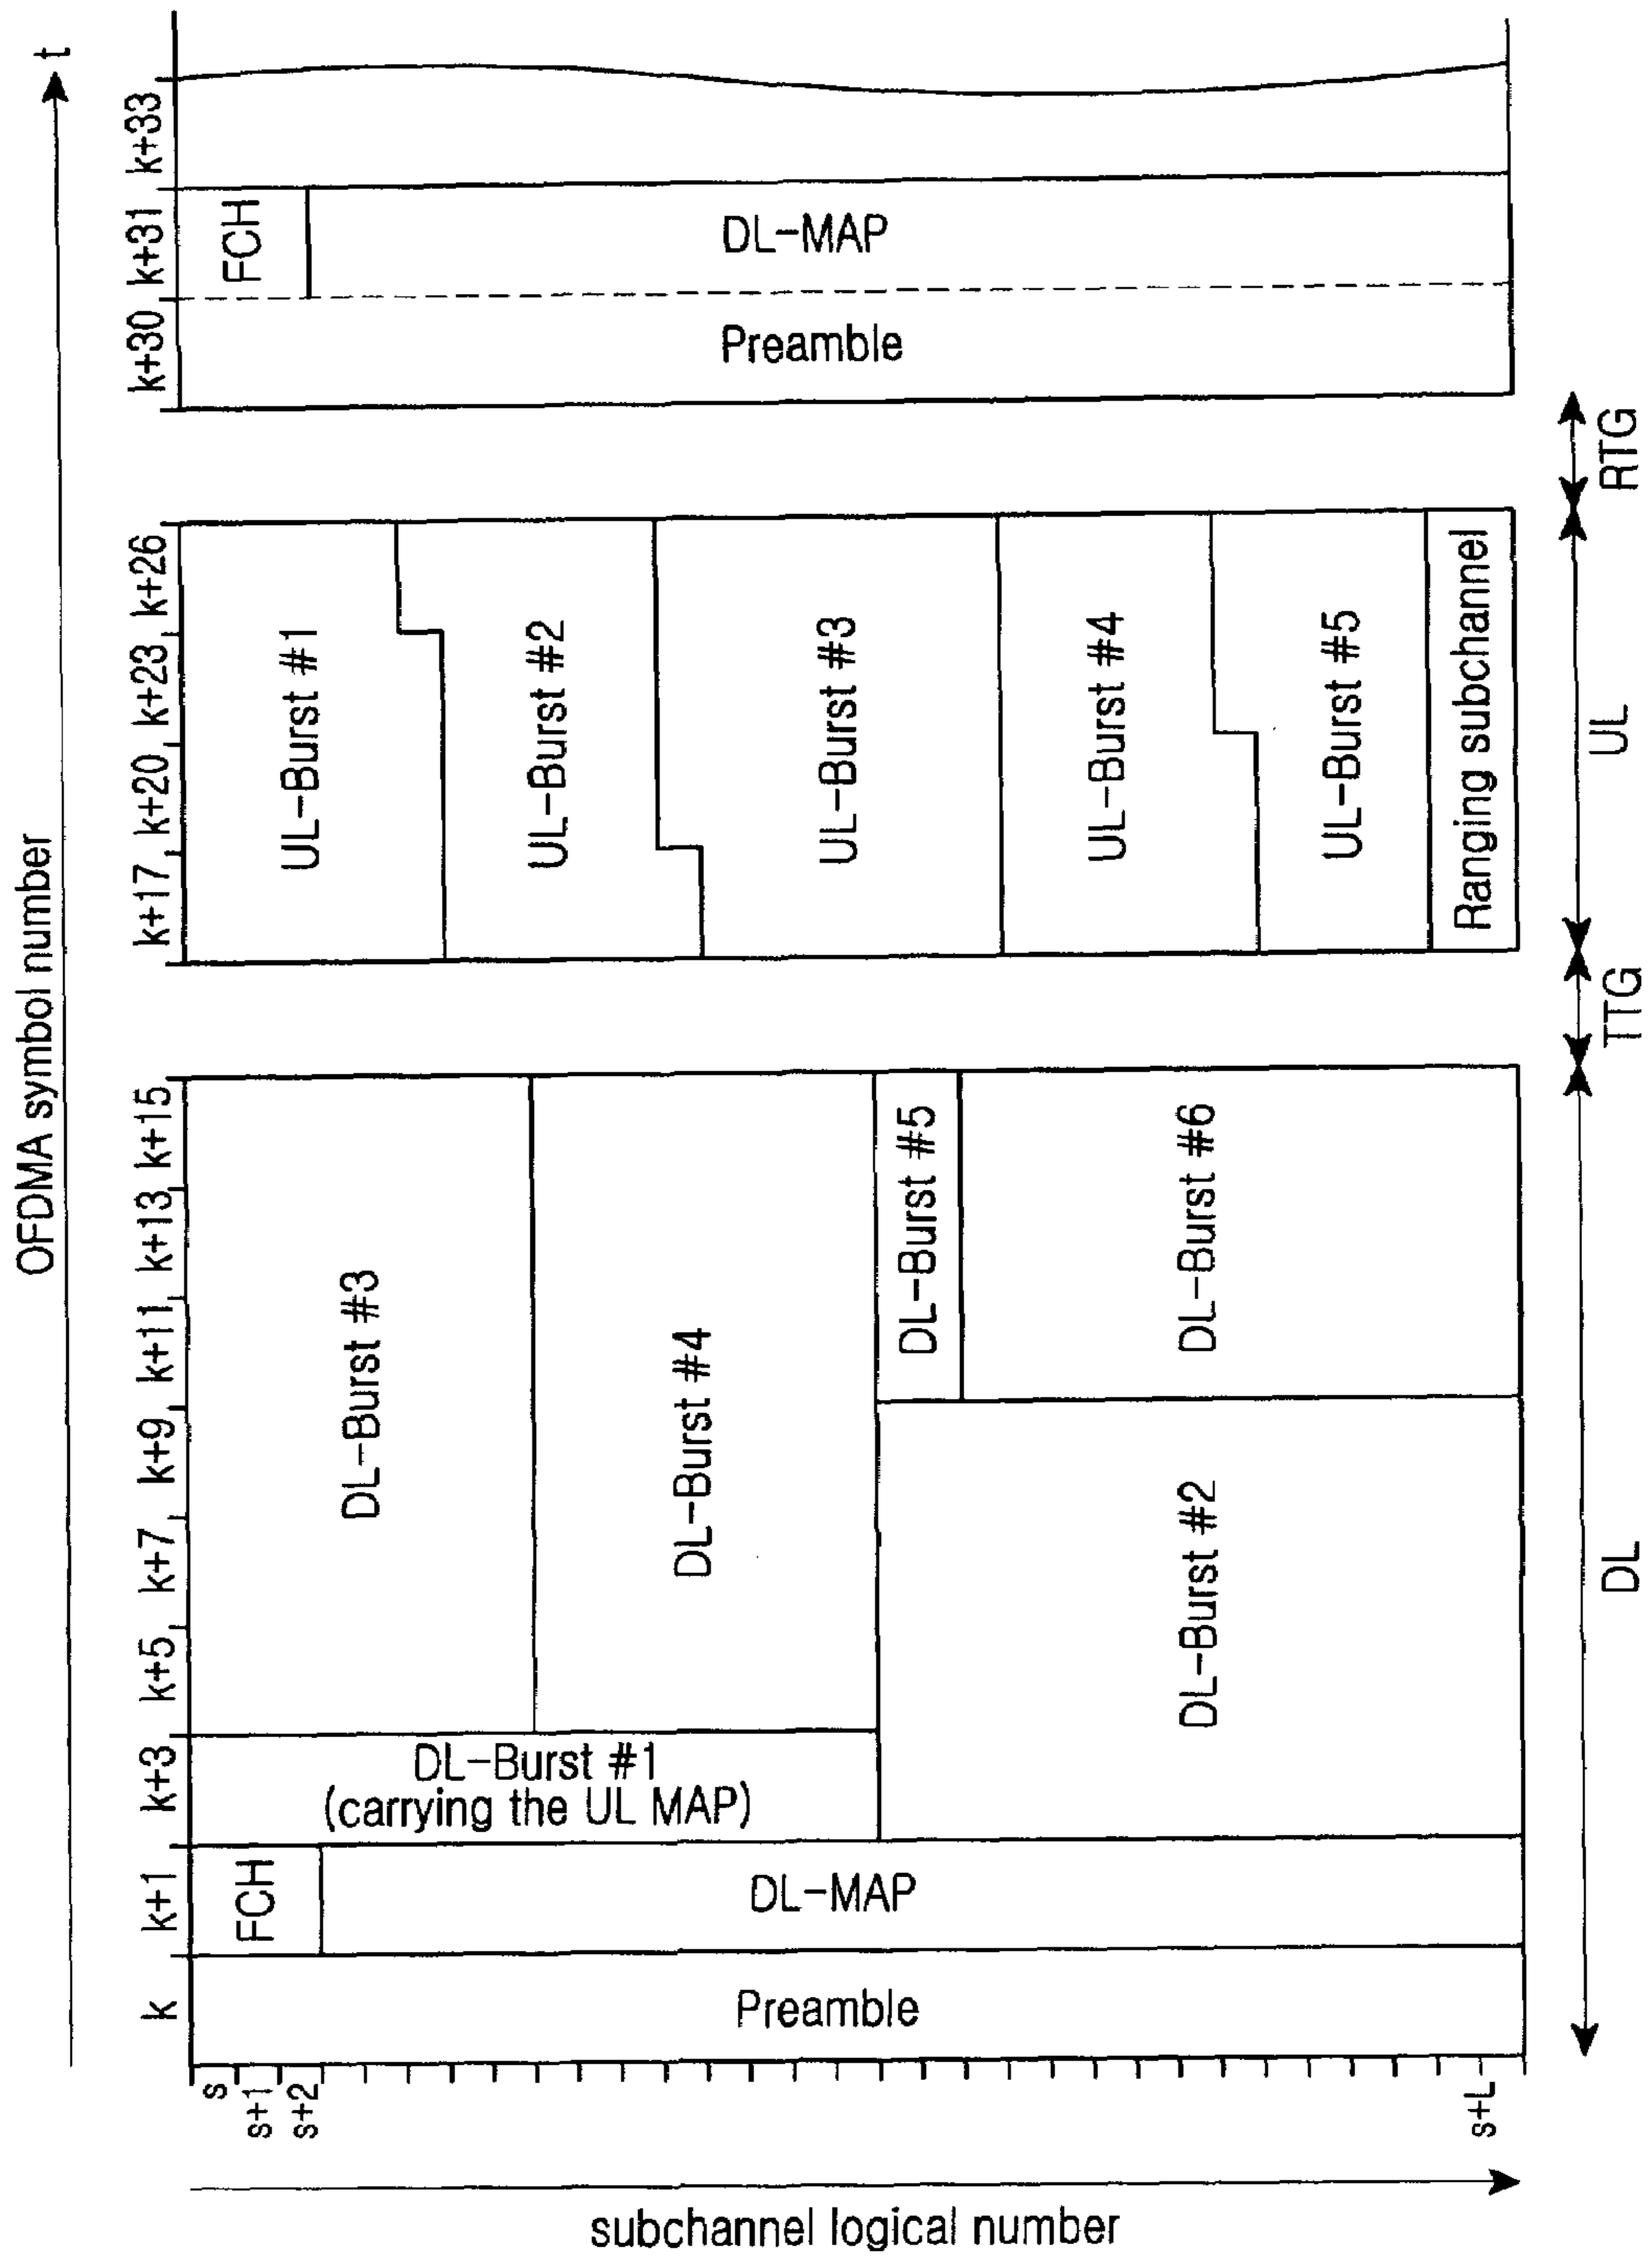 OFDMA symbol number
t
k
k+1
k+3
k+5
k+7
k+9
k+11
k+13
k+15
k+17
k+20
k+23
k+26
k+30
k+31
k+33
subchannel logical number
s
s+1
s+2
s+L
Preamble
FCH
DL-MAP
DL-Burst #1
(carrying the UL MAP)
DL-Burst #2
DL-Burst #3
DL-Burst #4
DL-Burst #5
DL-Burst #6
UL-Burst #1
UL-Burst #2
UL-Burst #3
UL-Burst #4
UL-Burst #5
Ranging subchannel
Preamble
FCH
DL-MAP
DL
TTG
UL
RTG